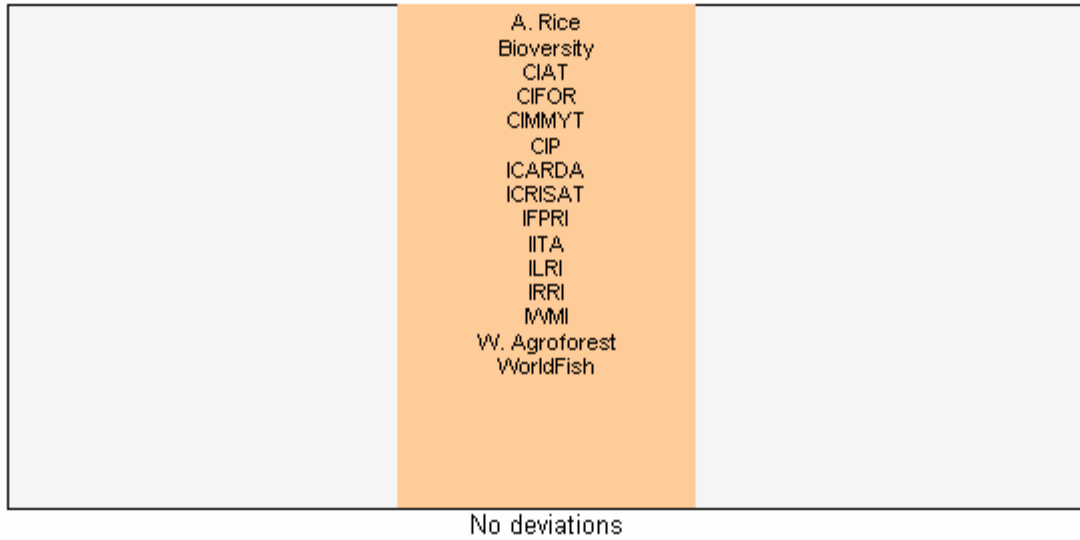 A. Rice
Bioversity
CIAT
CIFOR
CIMMYT
CIP
ICARDA
ICRISAT
IFPRI
IITA
ILRI
IRRI
IWMI
W. Agroforest
WorldFish
No deviations